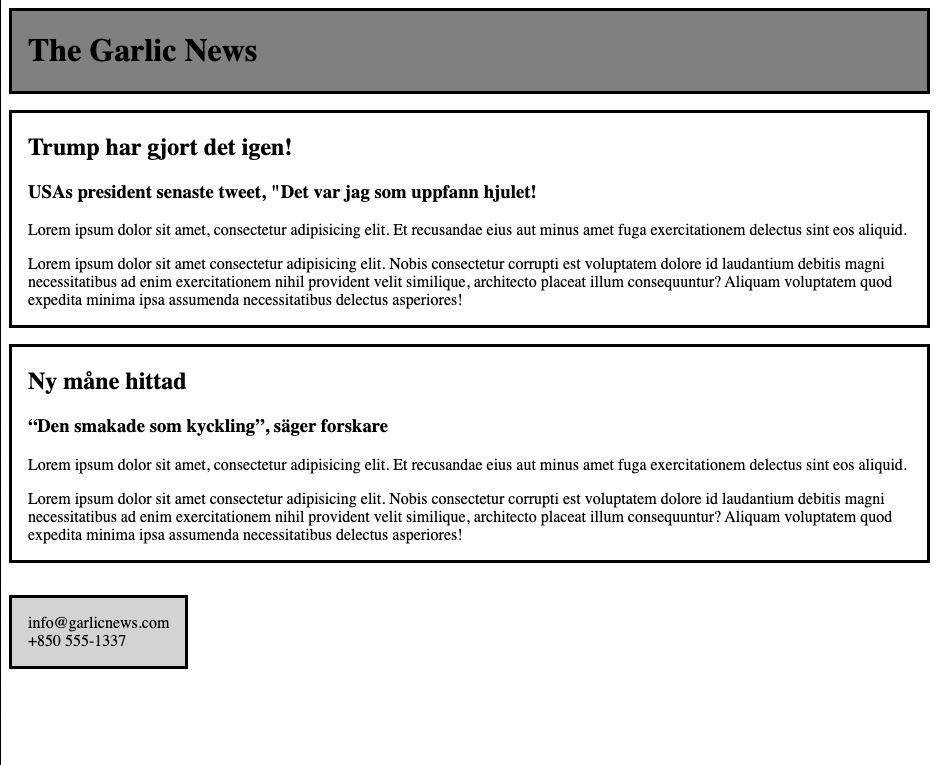 The Garlic News
Trump har gjort det igen!
USAs president senaste tweet, "Det var jag som uppfann hjulet!
Lorem ipsum dolor sit amet, consectetur adipisicing elit. Et recusandae eius aut minus amet fuga exercitationem delectus sint eos aliquid.
Lorem ipsum dolor sit amet consectetur adipisicing elit. Nobis consectetur corrupti est voluptatem dolore id laudantium debitis magni
necessitatibus ad enim exercitationem nihil provident velit similique, architecto placeat illum consequuntur? Aliquam voluptatem quod
expedita minima ipsa assumenda necessitatibus delectus asperiores!
Ny måne hittad
“Den smakade som kyckling”, säger forskare
Lorem ipsum dolor sit amet, consectetur adipisicing elit. Et recusandae eius aut minus amet fuga exercitationem delectus sint eos aliquid.
Lorem ipsum dolor sit amet consectetur adipisicing elit. Nobis consectetur corrupti est voluptatem dolore id laudantium debitis magni
necessitatibus ad enim exercitationem nihil provident velit similique, architecto placeat illum consequuntur? Aliquam voluptatem quod
expedita minima ipsa assumenda necessitatibus delectus asperiores!
info@garlicnews.com
+850 555-1337